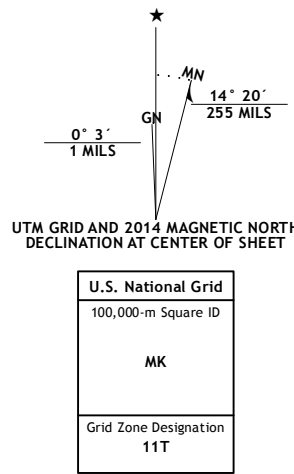 MN
GN
14° 20´
255 MILS
0° 3´
1 MILS
UTM GRID AND 2014 MAGNETIC NORTH
DECLINATION AT CENTER OF SHEET
U.S. National Grid
100,000-m Square ID
MK
Grid Zone Designation
11T